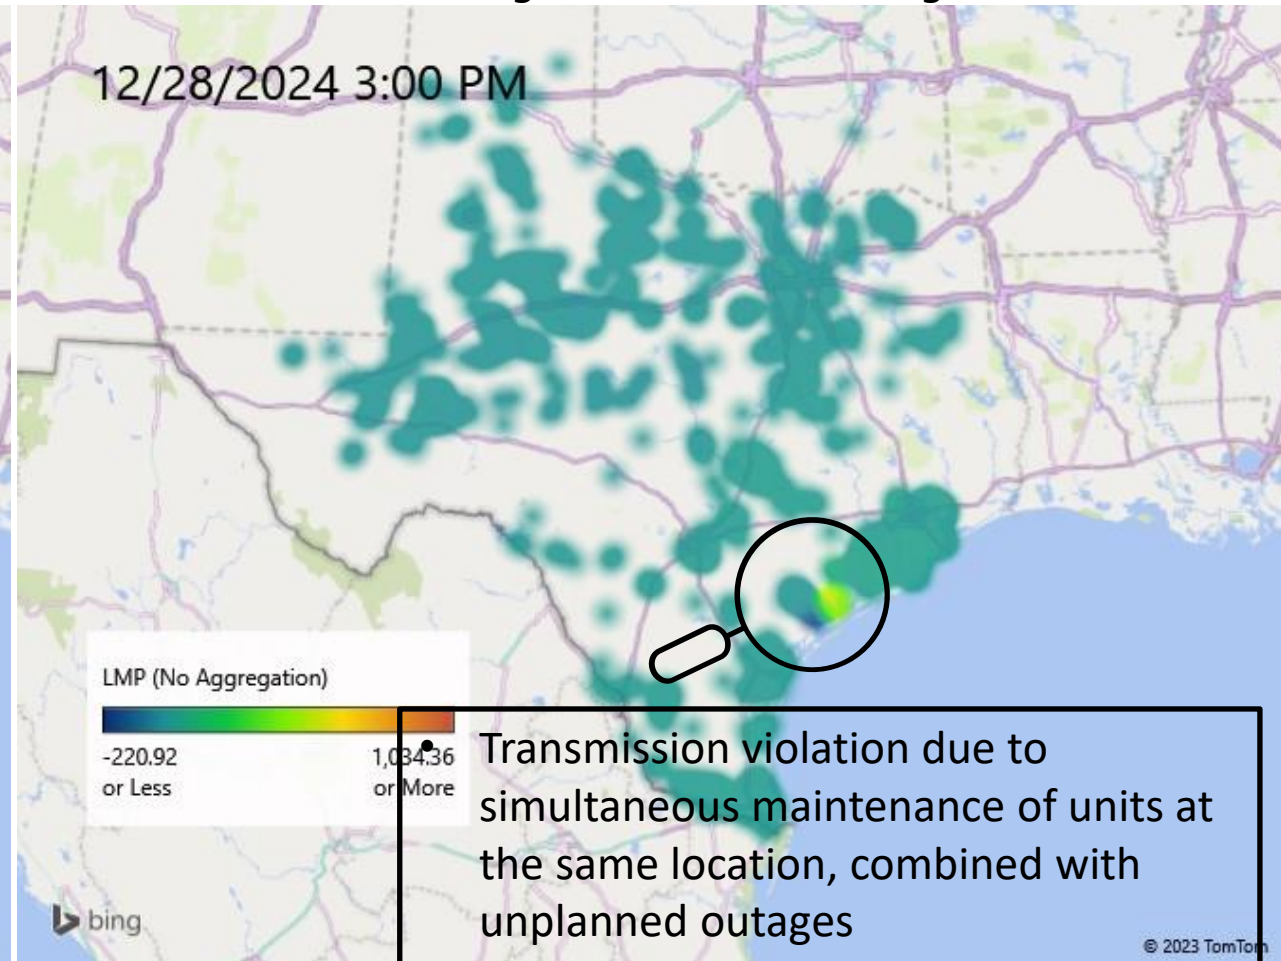 12/28/2024 3:00 PM
LMP (No Aggregation)
-220.92
or Less
1,034.36
or More
• Transmission violation due to
simultaneous maintenance of units at
the same location, combined with
unplanned outages
bing
© 2023 TomTom